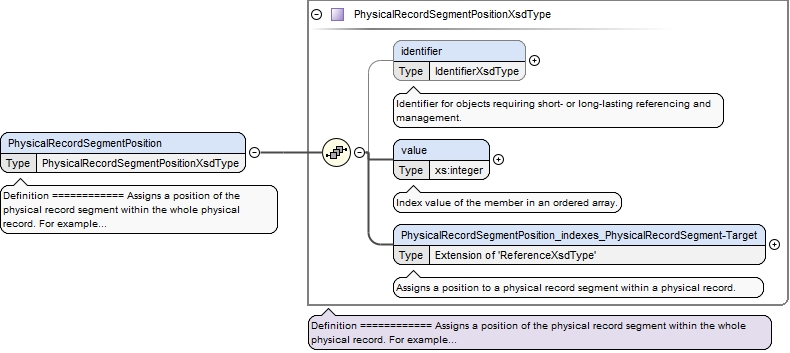 PhysicalRecordSegmentPositionXsdType
identifier
Type IdentifierXsdType
Identifier for objects requiring short- or long-lasting referencing and
management.
PhysicalRecordSegmentPosition
Type PhysicalRecordSegmentPositionXsdType
Definition ============ Assigns a position of the
physical record segment within the whole physical
record. For example...
value
Type xs:integer
Index value of the member in an ordered array.
PhysicalRecordSegmentPosition_indexes_PhysicalRecordSegment-Target
Type Extension of 'ReferenceXsdType'
Assigns a position to a physical record segment within a physical record.
Definition ============ Assigns a position of the physical record segment within the whole
physical record. For example...